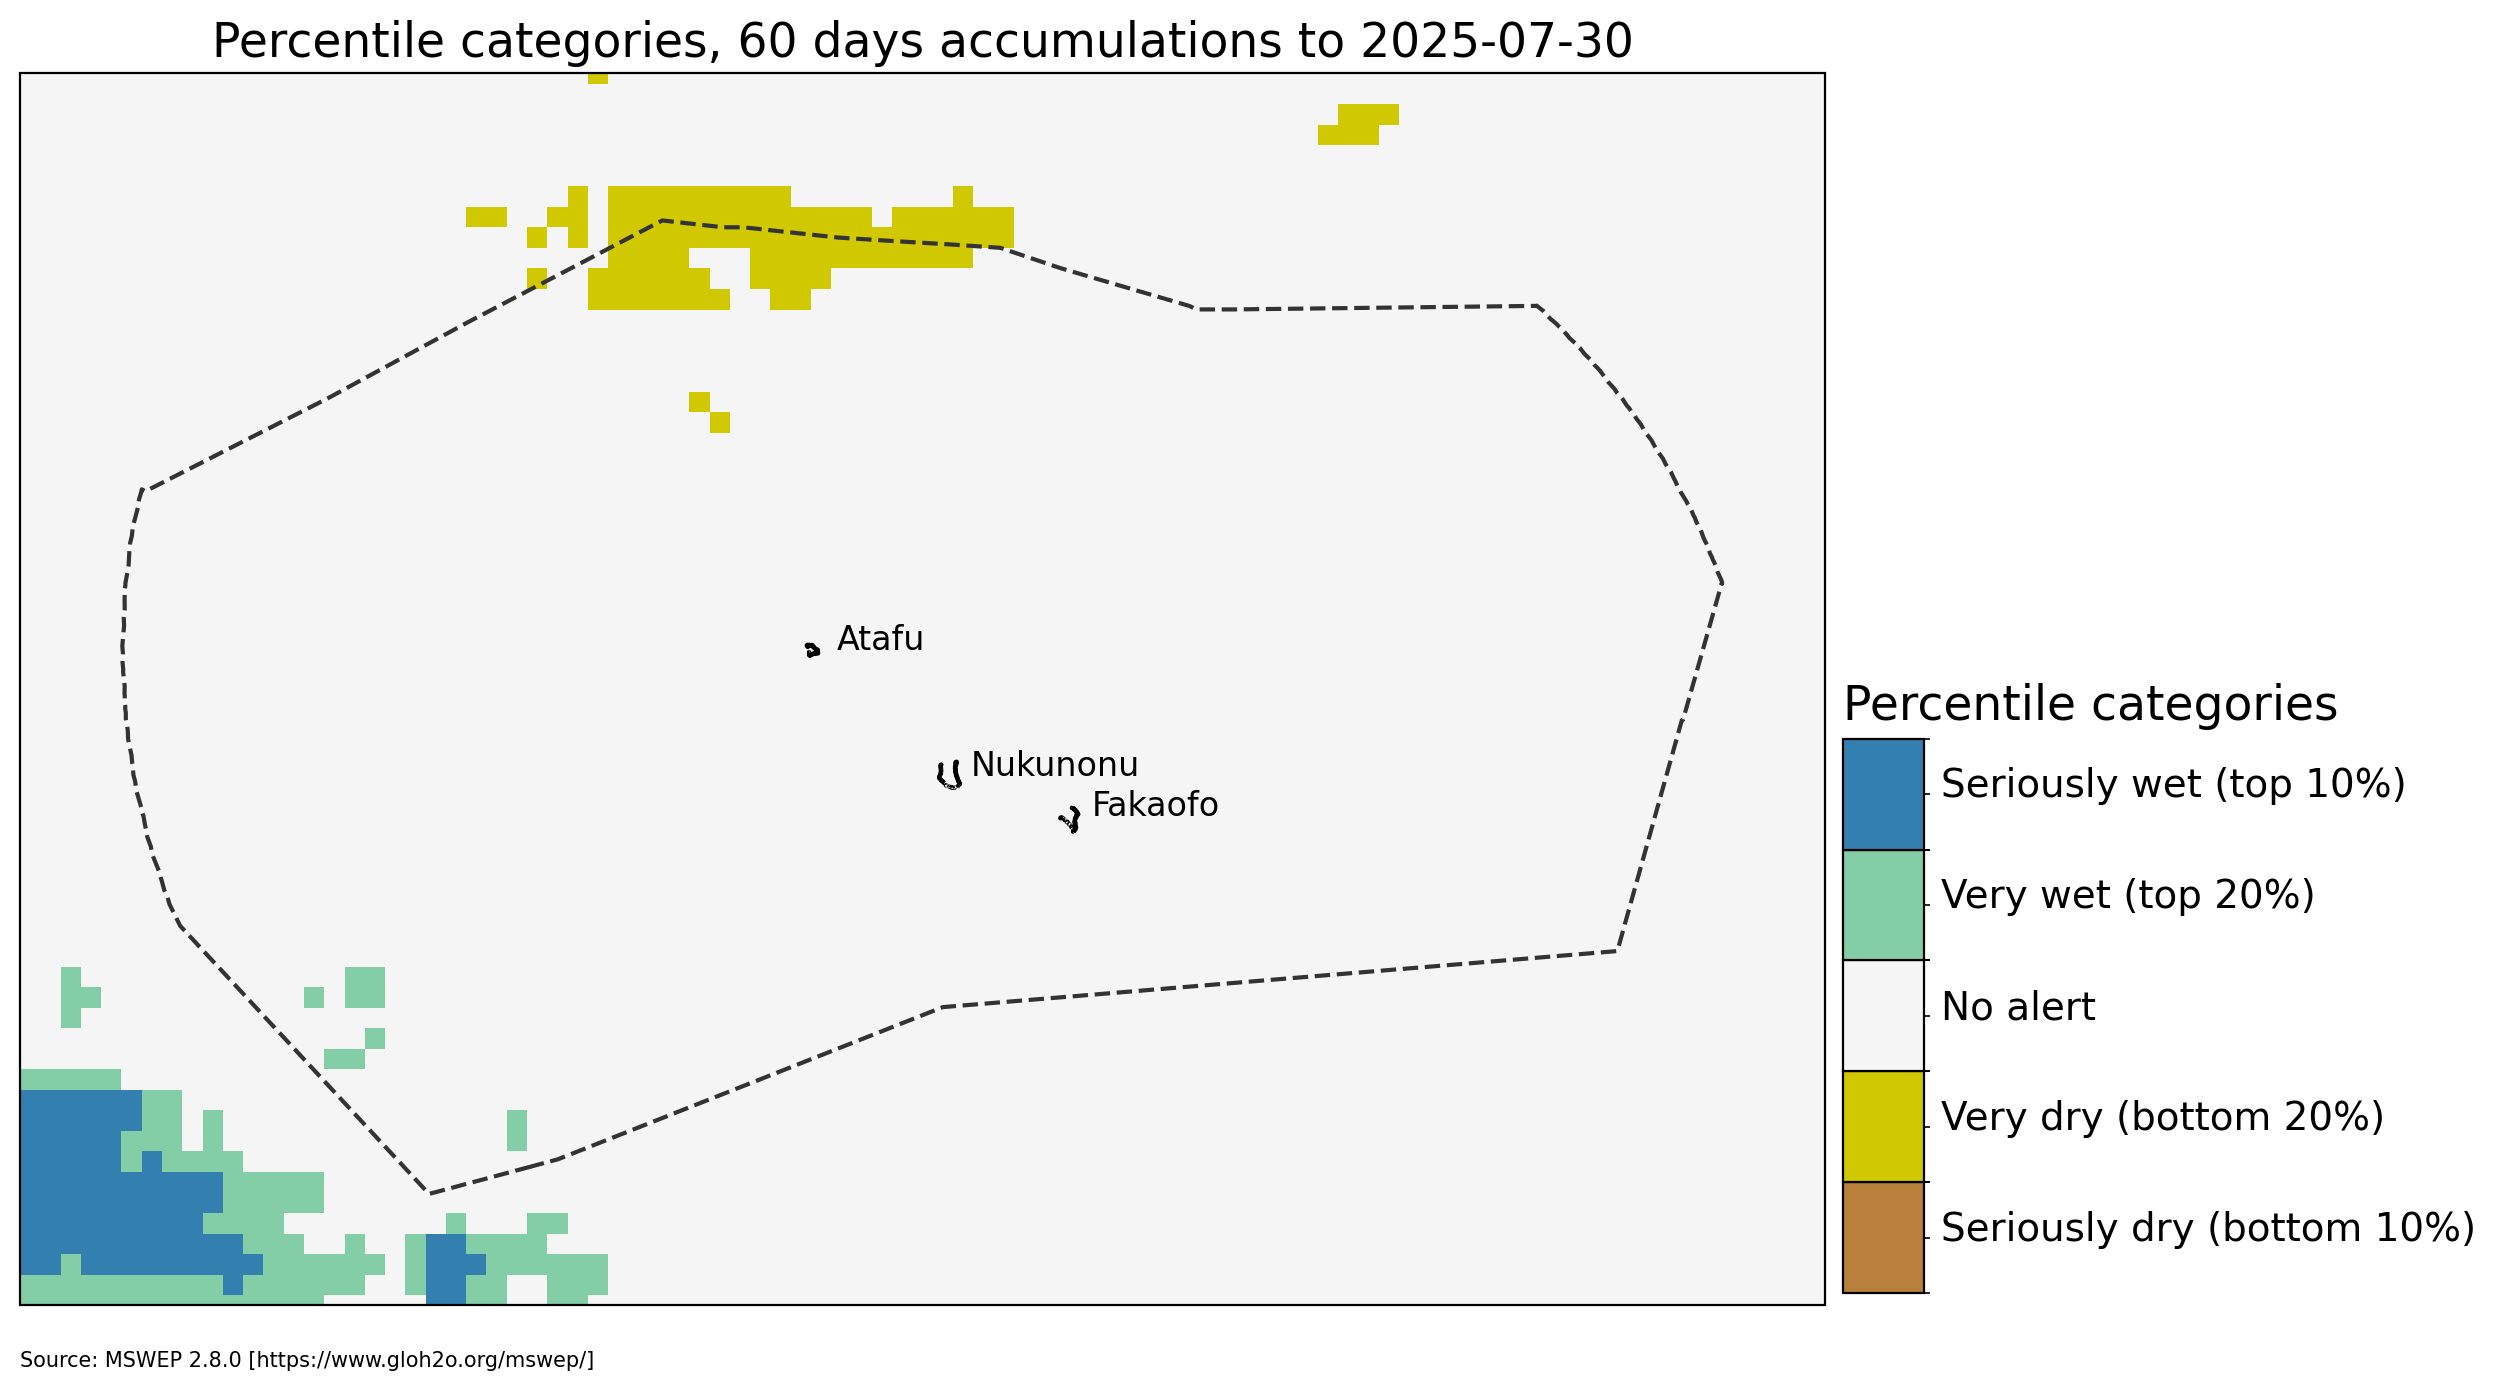 Percentile categories, 60 days accumulations to 2025-07-30
Atafu
Nukunonu
Fakaofo
Percentile categories
Seriously wet (top 10%)
Very wet (top 20%)
No alert
Very dry (bottom 20%)
Seriously dry (bottom 10%)
Source: MSWEP 2.8.0 [https://www.gloh2o.org/mswep/]